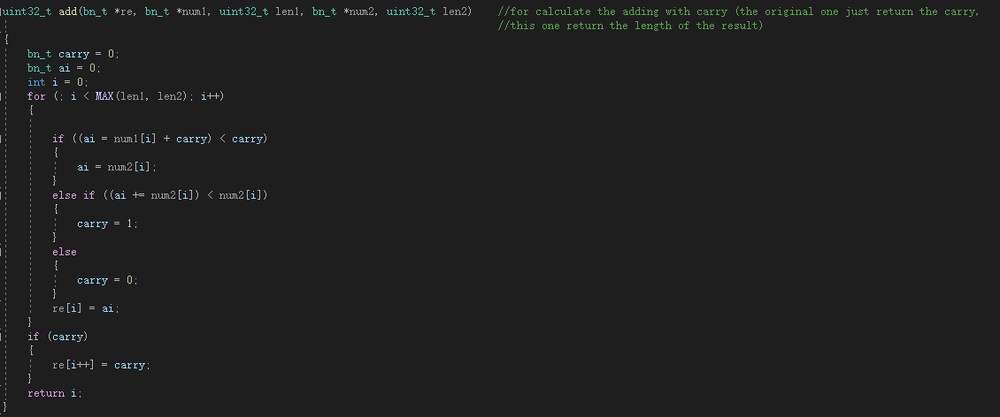 uint32_t add(bn_t *re, bn_t *num1, uint32_t len1, bn_t *num2, uint32_t len2)    //for calculate the adding with carry (the original one just return the carry,
//this one return the length of the result)
{
    bn_t carry = 0;
    bn_t ai = 0;
    int i = 0;
    for (; i < MAX(len1, len2); i++)
    {
        if ((ai = num1[i] + carry) < carry)
        {
            ai = num2[i];
        }
        else if ((ai += num2[i]) < num2[i])
        {
            carry = 1;
        }
        else
        {
            carry = 0;
        }
        re[i] = ai;
    }
    if (carry)
    {
        re[i++] = carry;
    }
    return i;
}